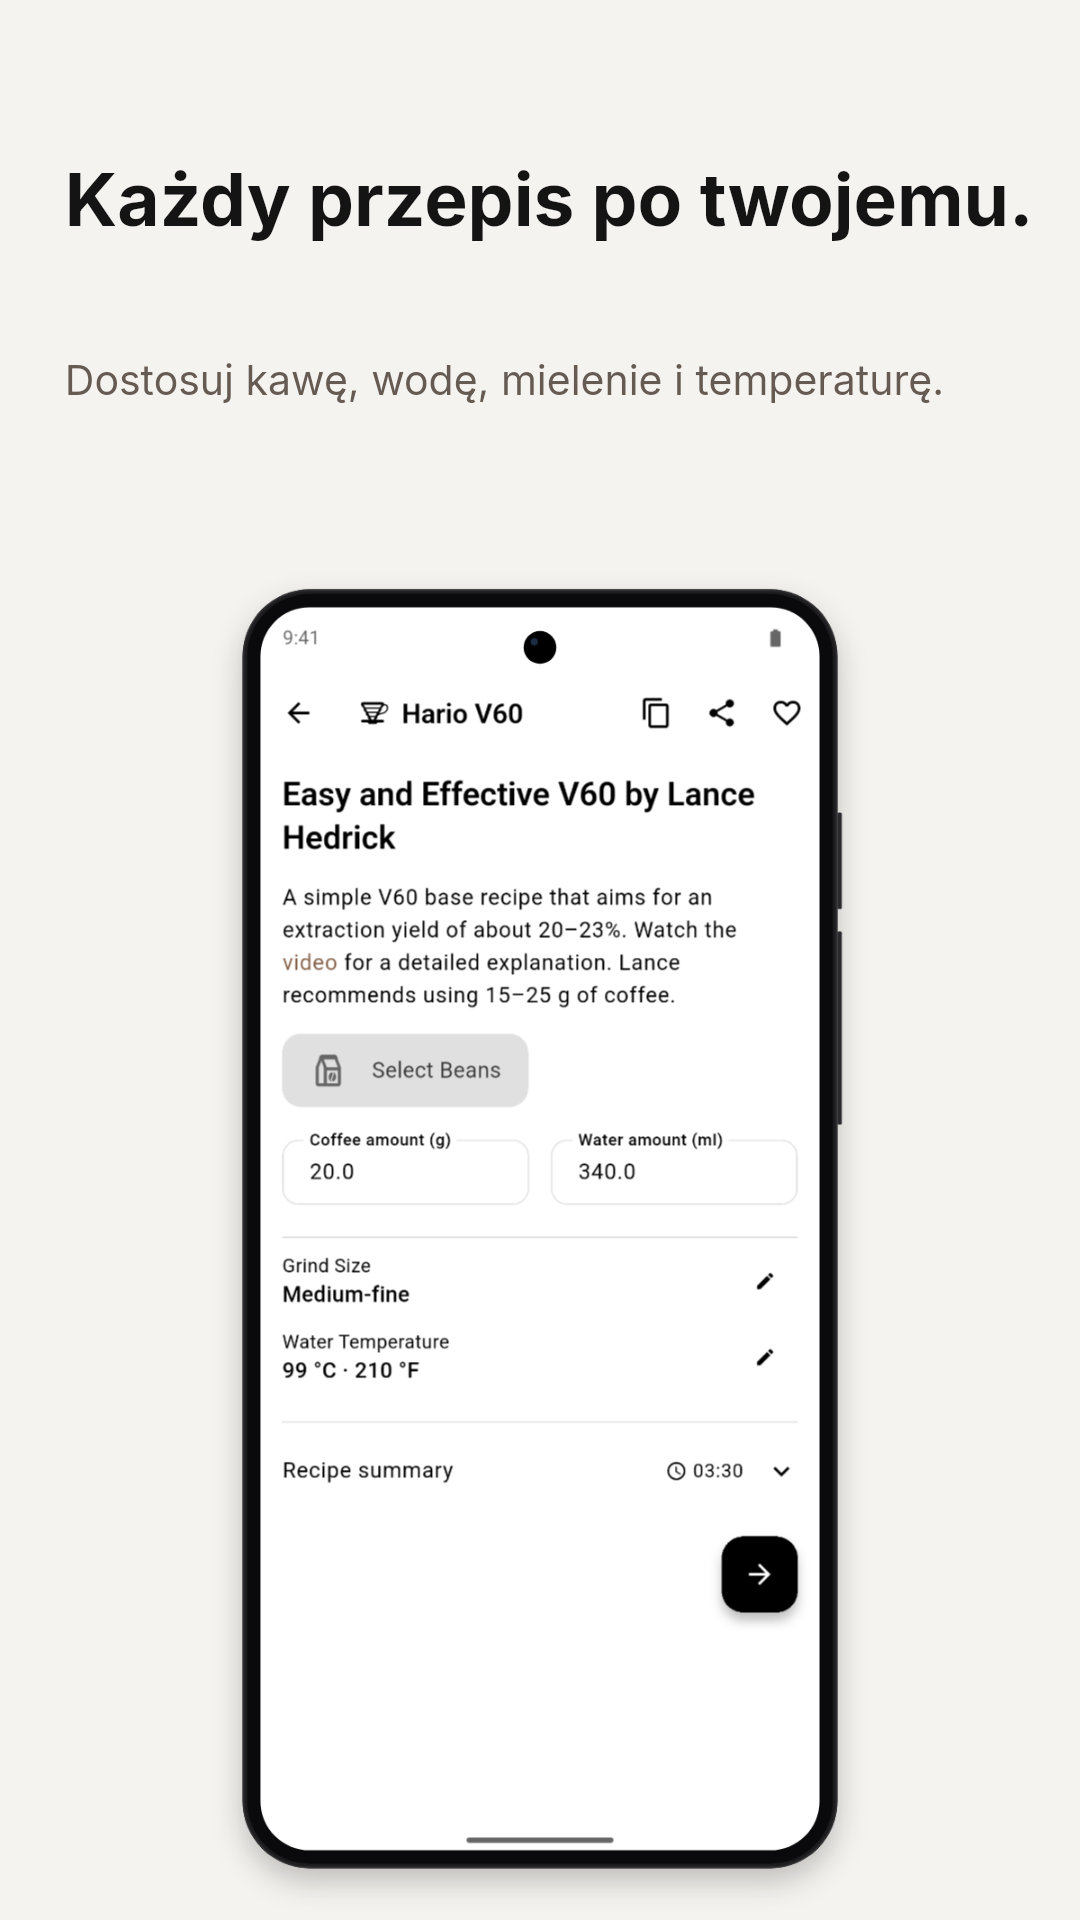 Każdy przepis po twojemu.
Dostosuj kawę, wodę, mielenie i temperaturę.
9:41
Hario V60
Easy and Effective V60 by Lance
Hedrick
A simple V60 base recipe that aims for an
extraction yield of about 20–23%. Watch the
video for a detailed explanation. Lance
recommends using 15–25 g of coffee.
Select Beans
Coffee amount (g)
20.0
Water amount (ml)
340.0
Grind Size
Medium-fine
Water Temperature
99 °C · 210 °F
Recipe summary
03:30